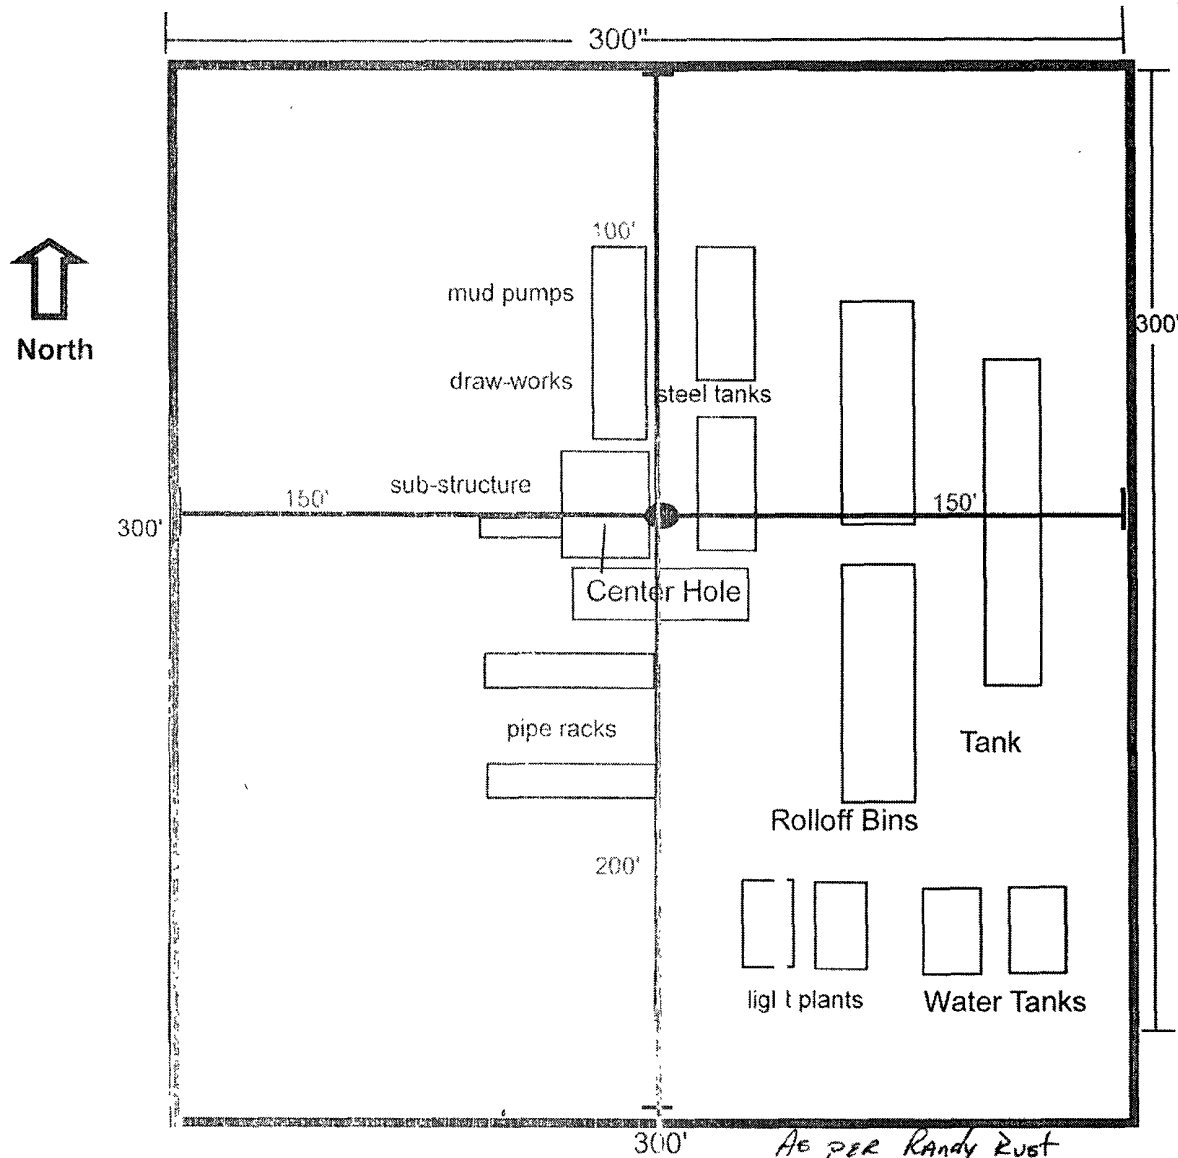 300"
100'
mud pumps
300'
North
draw-works
steel tanks
sub-structure
150'
150'
300'
Center Hole
pipe racks
Tank
Rolloff Bins
200'
light plants
Water Tanks
300'
As PER RANdy RUST